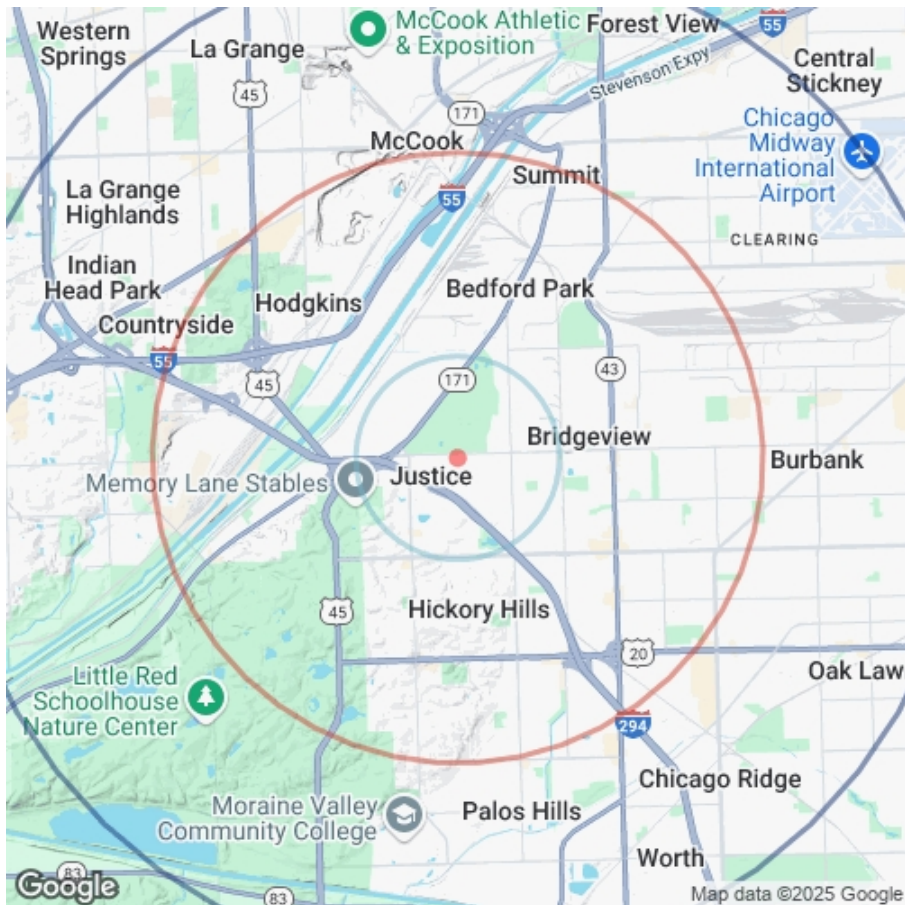 Western
Springs
La Grange
McCook Athletic
& Exposition
Forest View
55
Central
Stickney
45
Stevenson Expy
171
McCook
Chicago
Midway
International
Airport
La Grange
Highlands
Summit
55
CLEARING
Indian
Head Park
Hodgkins
Bedford Park
Countryside
55
45
171
43
Bridgeview
Burbank
Memory Lane Stables
Justice
45
Hickory Hills
20
Oak Law
Little Red
Schoolhouse
Nature Center
294
Chicago Ridge
Moraine Valley
Community College
Palos Hills
Worth
83
Google
83
Map data ©2025 Google